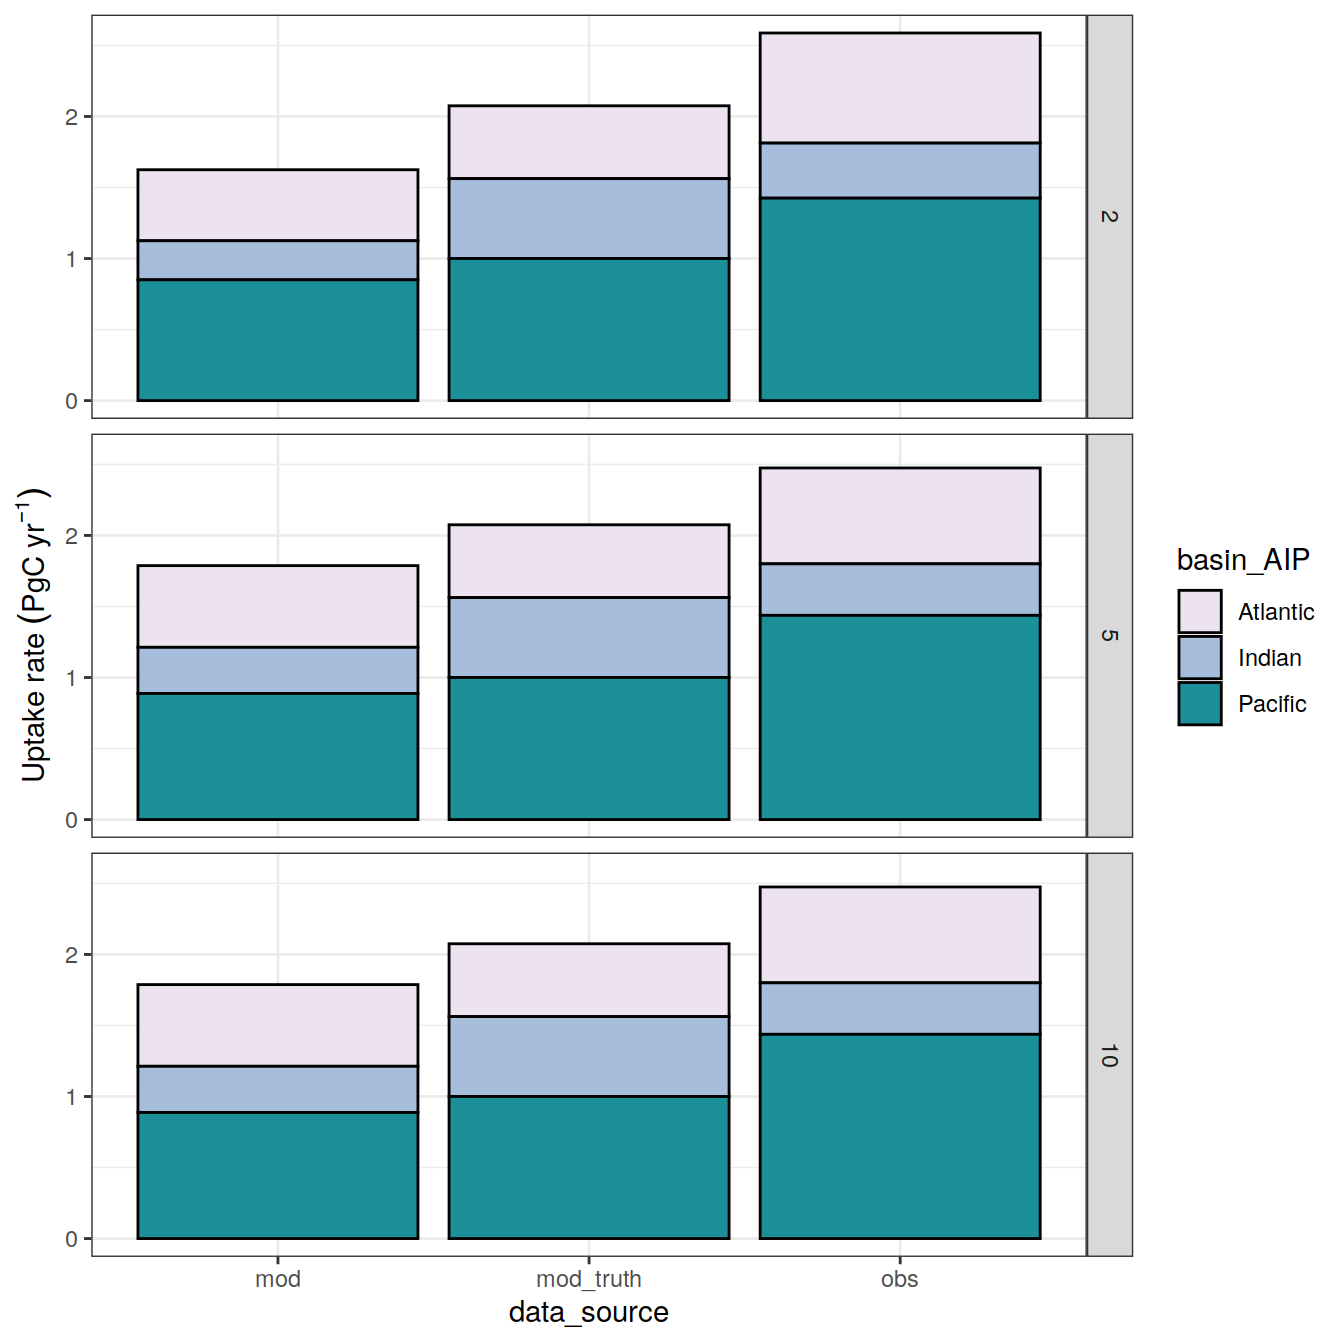 2
1
0
2
2
1
0
5
2
1
0
10
Uptake rate (PgC yr⁻¹)
mod mod_truth obs
data_source
basin_AIP
Atlantic
Indian
Pacific